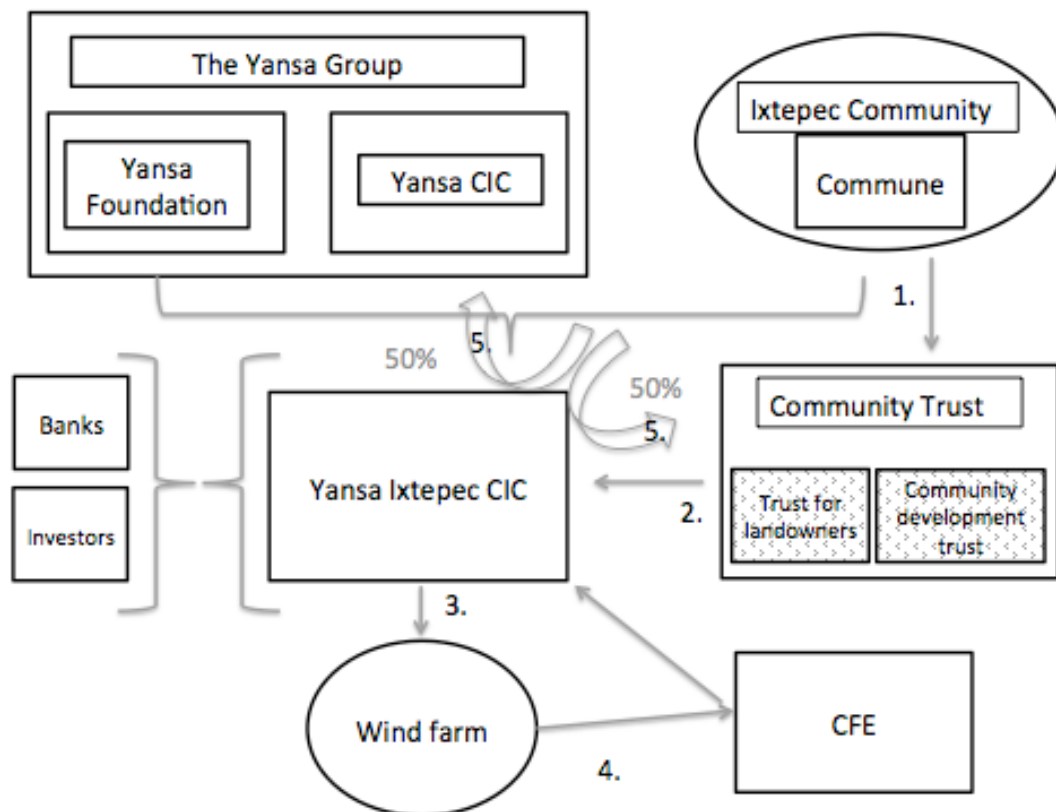 The Yansa Group
Yansa
Foundation
Yansa CIC
Ixtepec Community
Commune
1.
5.
50%
50%
5.
Banks
Investors
Yansa Ixtepec CIC
2.
Community Trust
Trust for
landowners
Community
development
trust
3.
Wind farm
4.
CFE